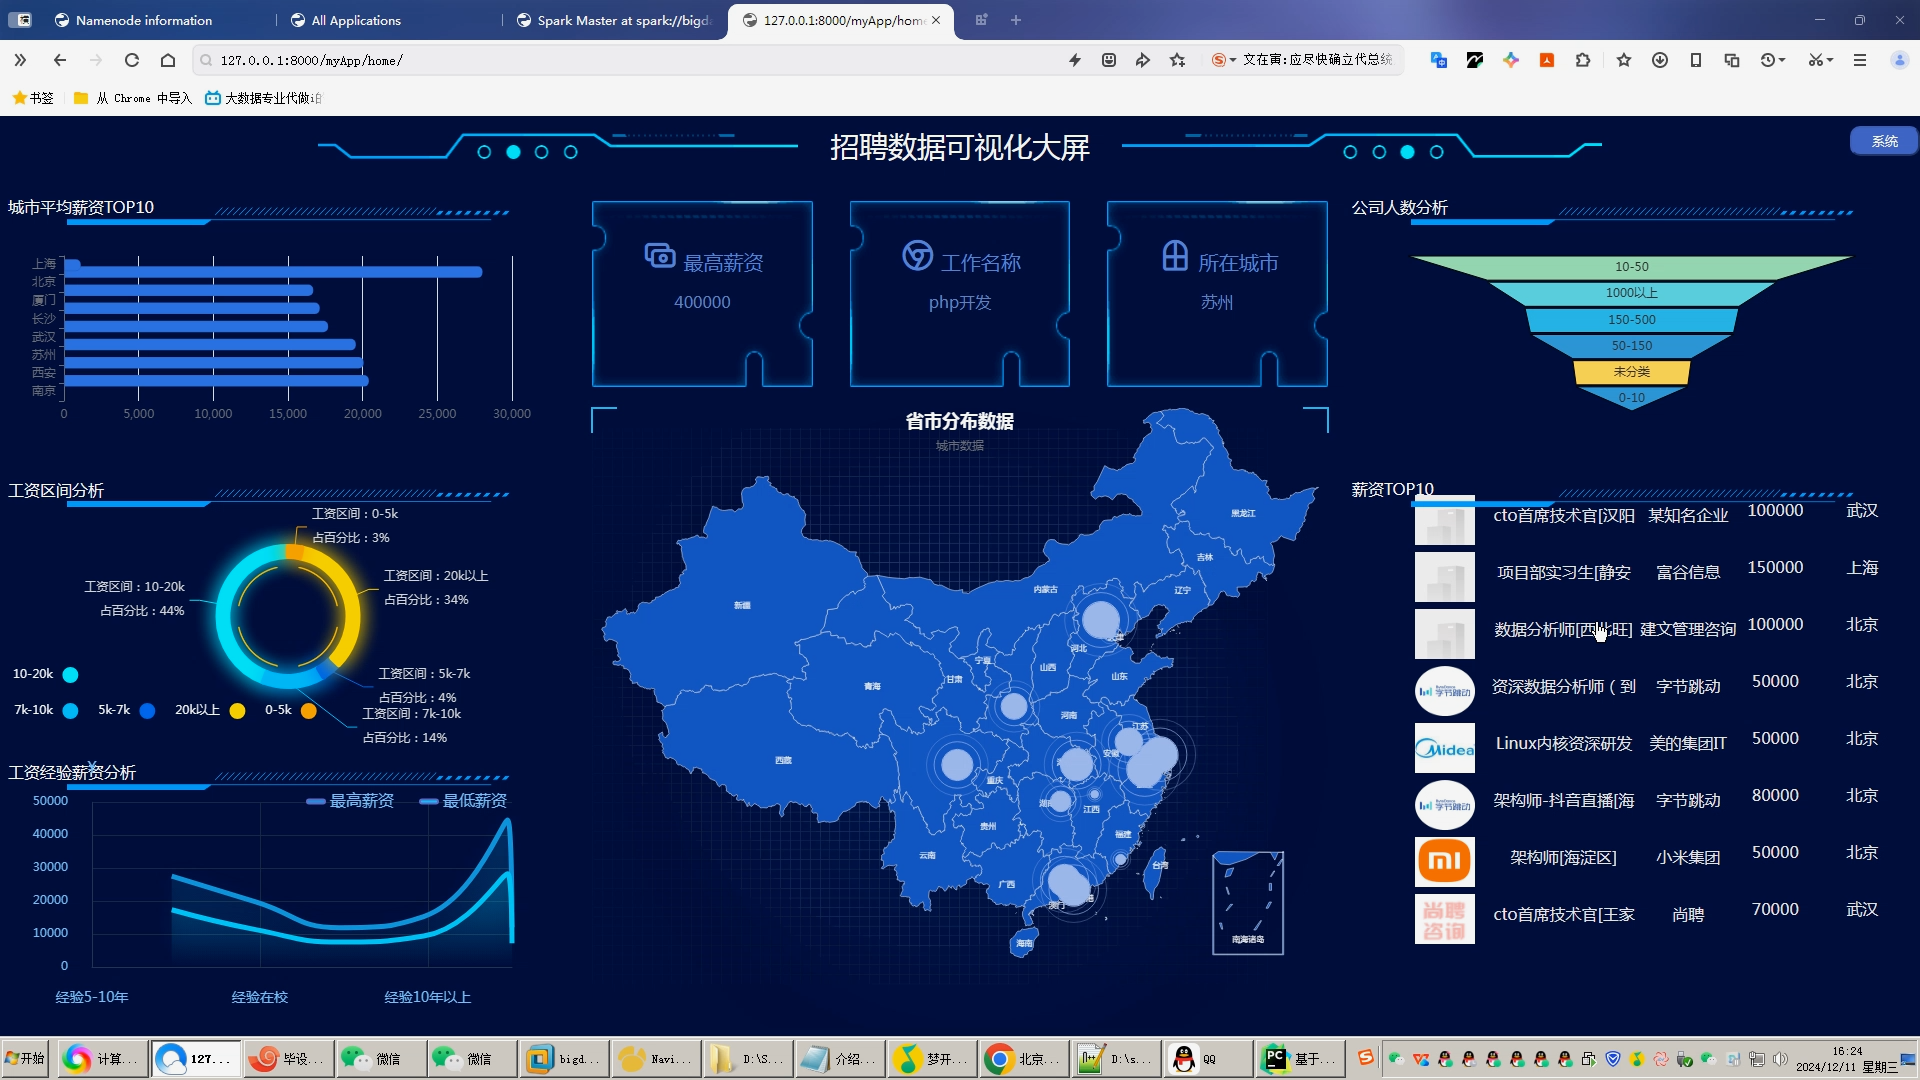 Namenode information
All Applications
Spark Master at spark://bigda
127.0.0.1:8000/myApp/home
127.0.0.1:8000/myApp/home/
文在寅:应尽快确立代总统
书签
从 Chrome 中导入
大数据专业代做
招聘数据可视化大屏
系统
城市平均薪资TOP10
上海
北京
厦门
长沙
武汉
苏州
西安
南京
0
5,000
10,000
15,000
20,000
25,000
30,000
最高薪资
400000
工作名称
php开发
所在城市
苏州
公司人数分析
10-50
1000以上
150-500
50-150
未分类
0-10
工资区间分析
工资区间：0-5k
占百分比：3%
工资区间：20k以上
占百分比：34%
工资区间：10-20k
占百分比：44%
工资区间：5k-7k
占百分比：4%
工资区间：7k-10k
占百分比：14%
10-20k
7k-10k
5k-7k
20k以上
0-5k
工资经验薪资分析
最高薪资
最低薪资
50000
40000
30000
20000
10000
0
经验5-10年
经验在校
经验10年以上
省市分布数据
城市数据
黑龙江
吉林
辽宁
内蒙古
新疆
河北
宁夏
山西
山东
甘肃
青海
河南
江苏
安徽
西藏
重庆
江西
贵州
福建
云南
台湾
广西
澳门
海南
南海诸岛
薪资TOP10
cto首席技术官[汉阳 某知名企业 100000 武汉
项目部实习生[静安 富谷信息 150000 上海
数据分析师[西北旺] 建文管理咨询 100000 北京
资深数据分析师（到 字节跳动 50000 北京
Midea
Linux内核资深研发 美的集团IT 50000 北京
架构师-抖音直播[海 字节跳动 80000 北京
架构师[海淀区] 小米集团 50000 北京
尚聘
咨询
cto首席技术官[王家 尚聘 70000 武汉
开始
计算...
127...
毕设...
微信
微信
bigd...
Navi...
D:\S...
介绍...
梦开...
北京...
D:\s...
QQ
基于...
16:24
2024/12/11 星期三